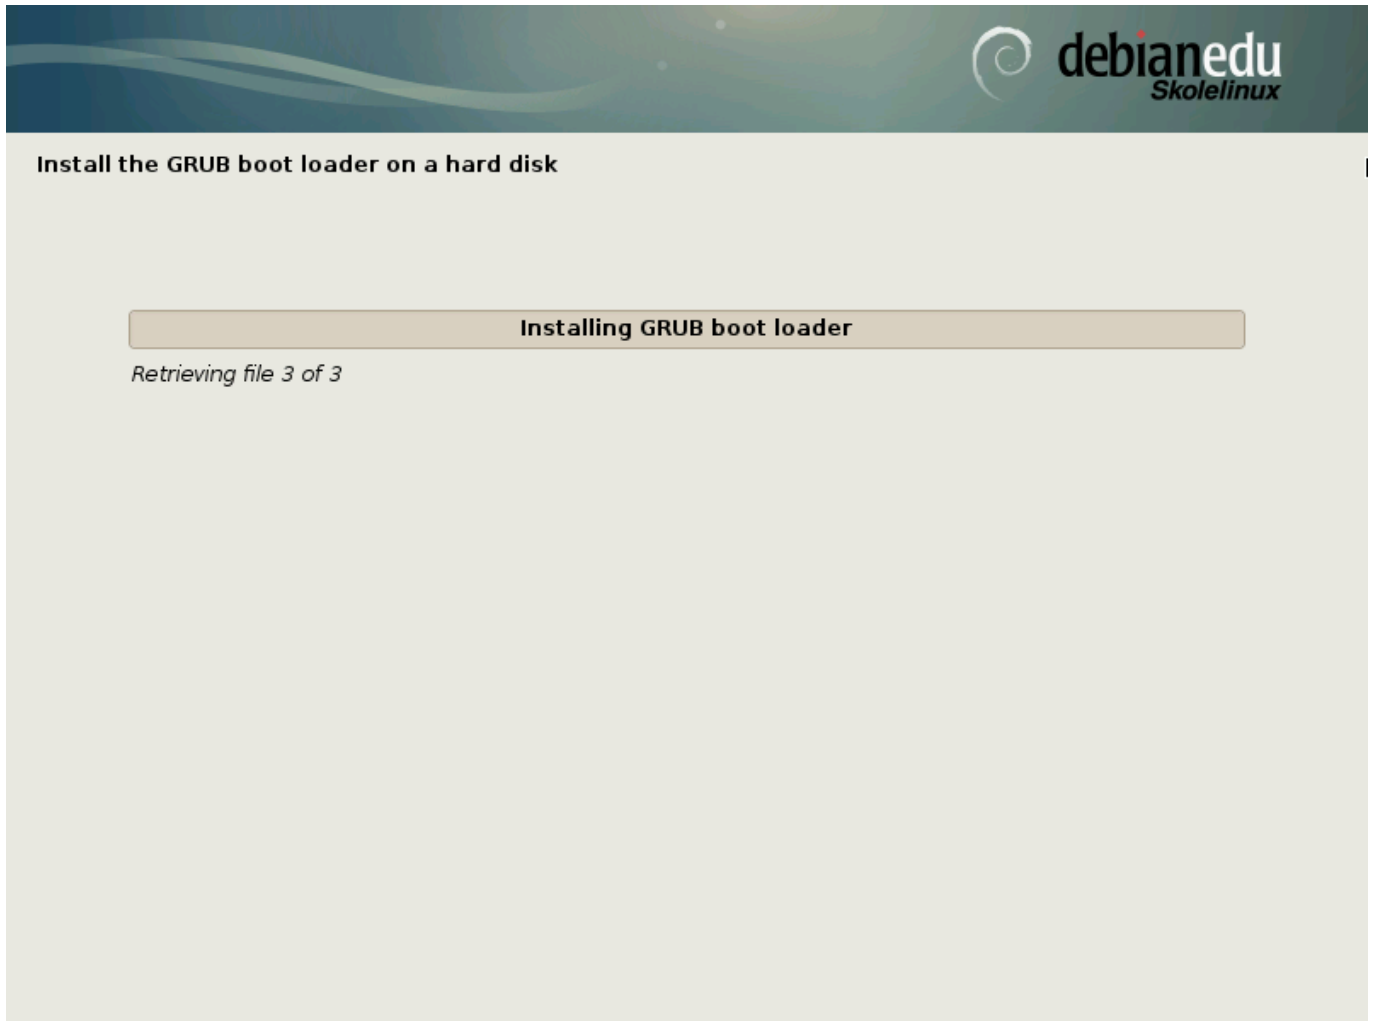 debianedu
Skolelinux
Install the GRUB boot loader on a hard disk
Installing GRUB boot loader
Retrieving file 3 of 3